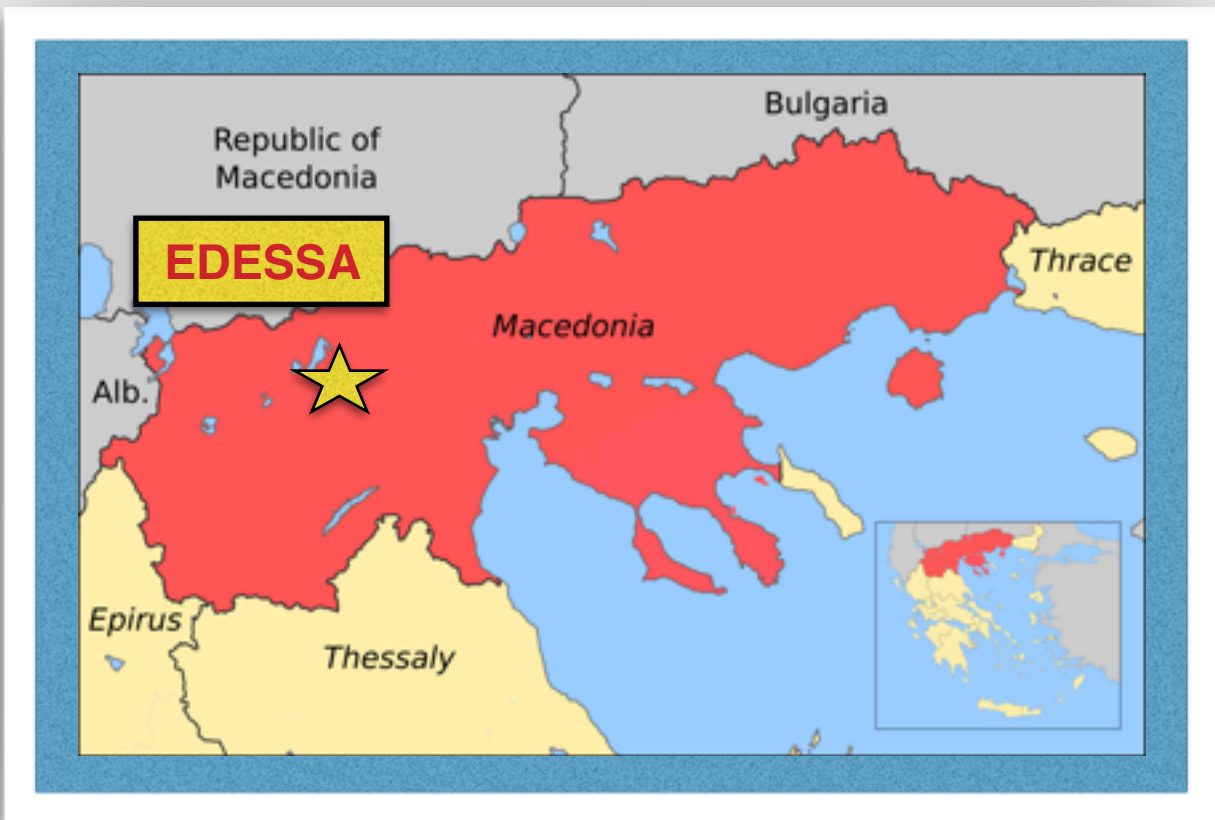 Bulgaria
Republic of
Macedonia
EDESSA
Thrace
Macedonia
Alb.
Epirus
Thessaly